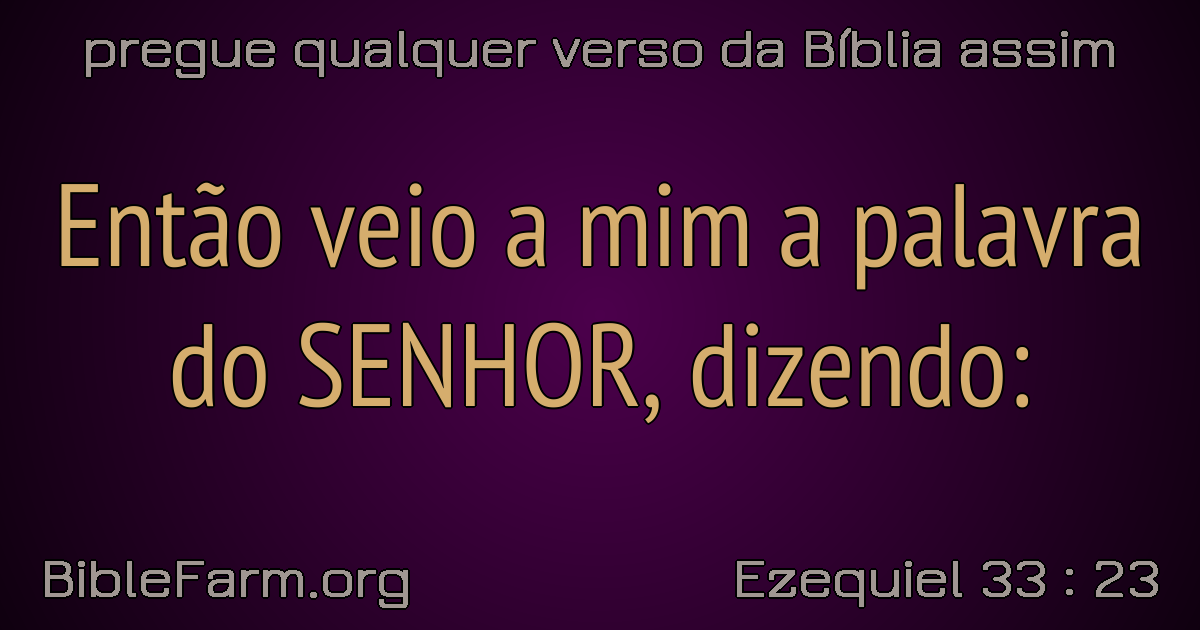 pregue qualquer verso da Bíblia assim
Então veio a mim a palavra
do SENHOR, dizendo:
BibleFarm.org
Ezequiel 33 : 23